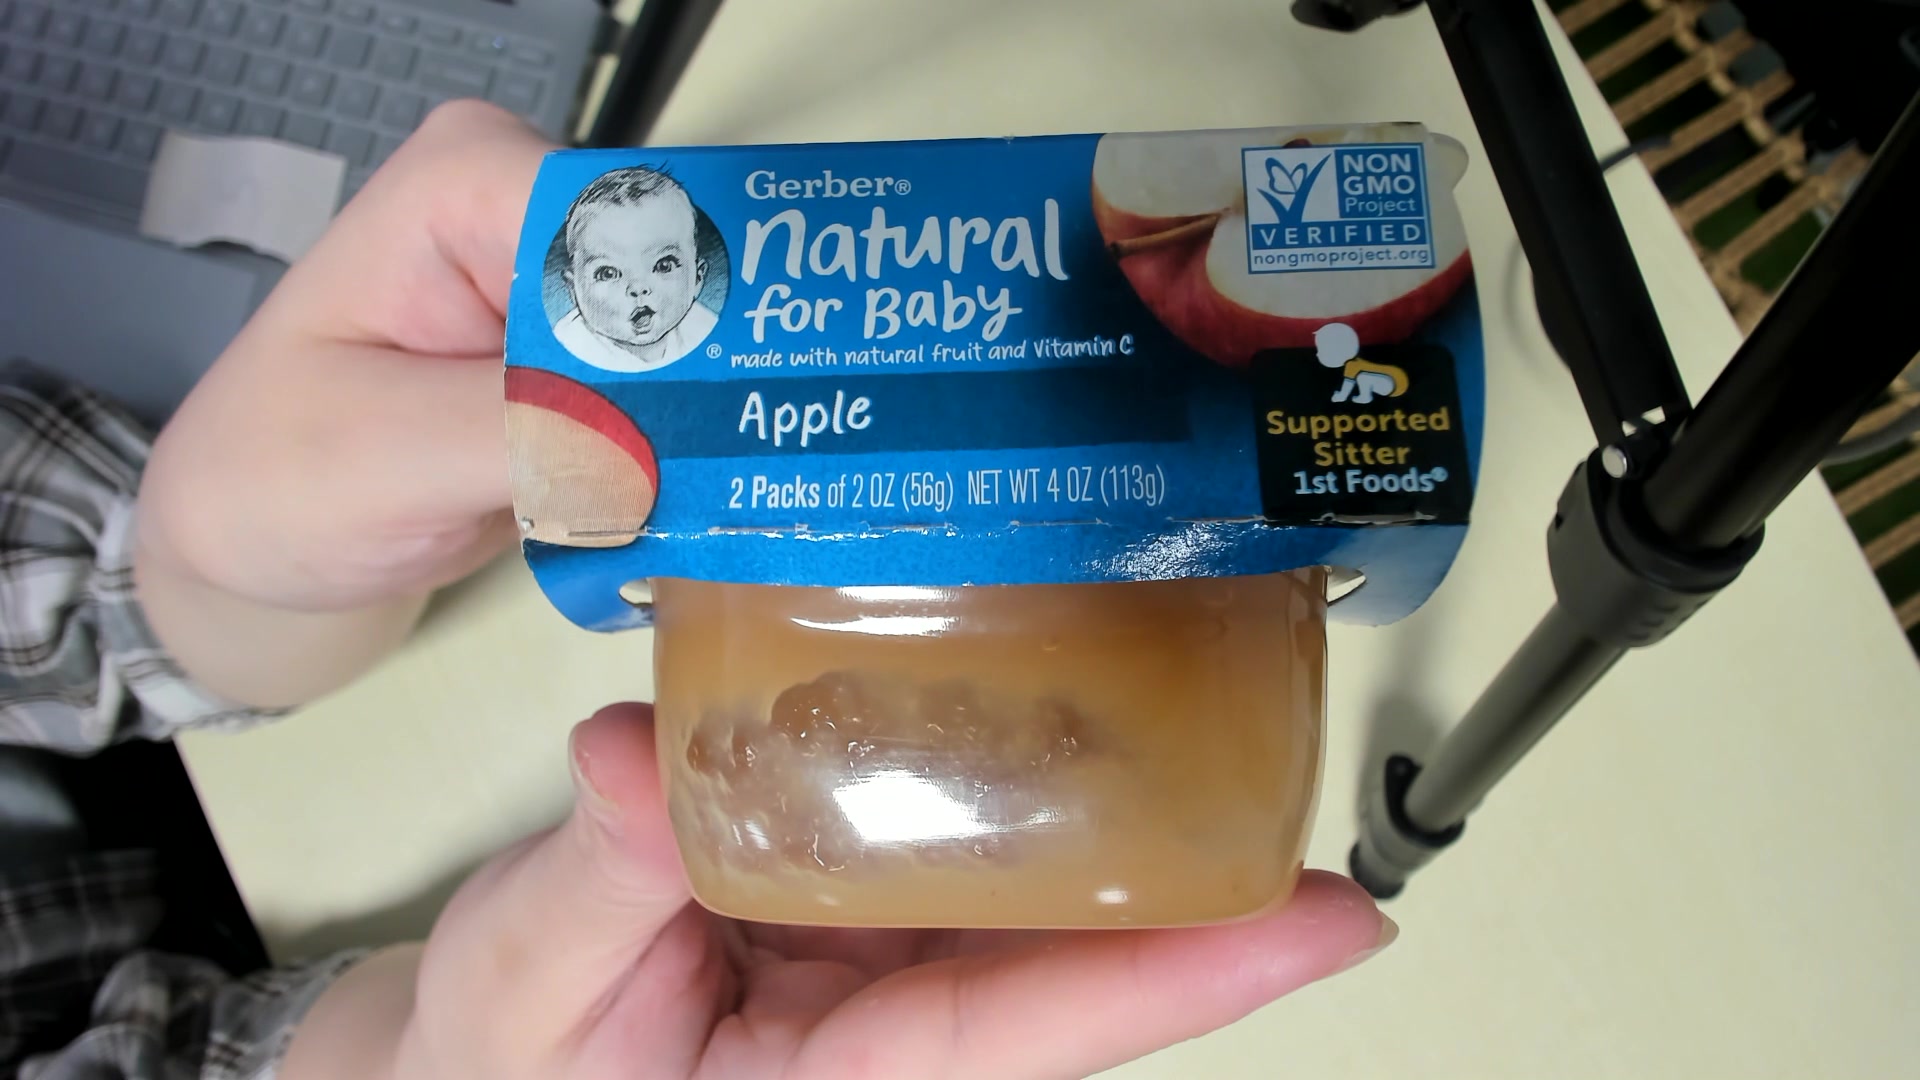 Gerber®
Natural
for Baby
® made with natural fruit and Vitamin C
Apple
2 Packs of 2 OZ (56g) NET WT 4 OZ (113g)
NON
GMO
Project
VERIFIED
nongmoproject.org
Supported
Sitter
1st Foods®